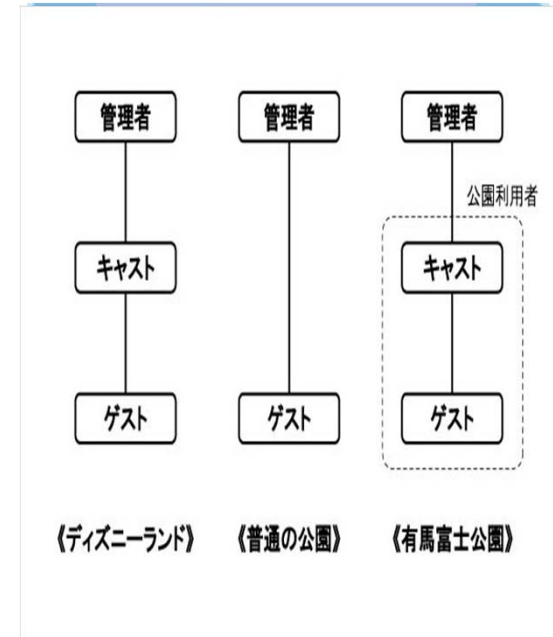 管理者
管理者
管理者
公園利用者
キャスト
キャスト
ゲスト
ゲスト
ゲスト
《ディズニーランド》
《普通の公園》
《有馬富士公園》